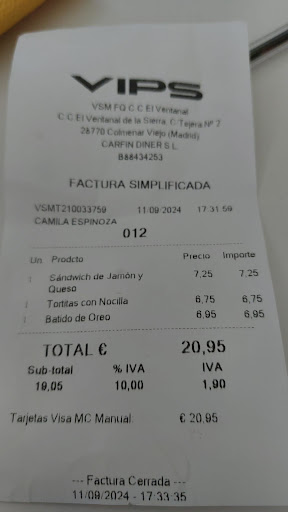 VIPS
VSM FQ C.C El Ventanal
C.C El Ventanal de la Sierra. C/Tejera Nº 7
28770 Colmenar Viejo (Madrid)
CARFIN DINER S.L.
B88434253
FACTURA SIMPLIFICADA
VSMT210033759 11/09/2024 17:31:59
CAMILA ESPINOZA
012
Un. Prodcto Precio Importe
1 Sándwich de Jamón y 7,25 7,25
Queso
1 Tortitas con Nocilla 6,75 6,75
1 Batido de Oreo 6,95 6,95
TOTAL € 20,95
Sub-total % IVA IVA
19,05 10,00 1,90
Tarjetas Visa MC Manual € 20,95
--- Factura Cerrada ---
11/09/2024 - 17:33:35